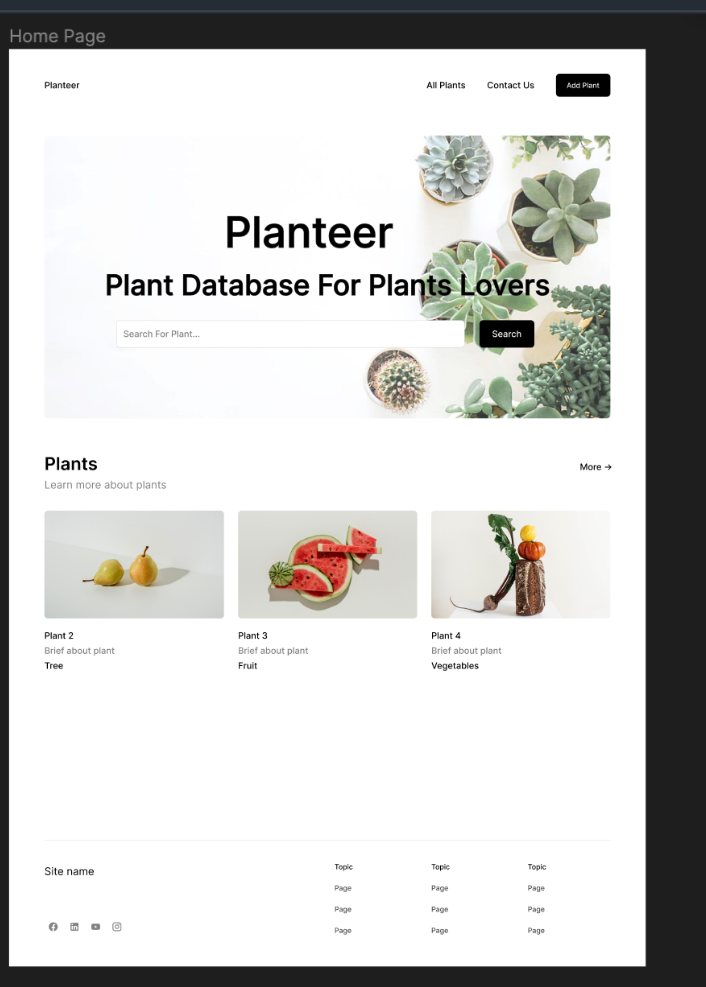 Home Page
Planteer
All Plants
Contact Us
Add Plant
Planteer
Plant Database For Plants Lovers
Search For Plant...
Search
Plants
More →
Learn more about plants
Plant 2
Brief about plant
Tree
Plant 3
Brief about plant
Fruit
Plant 4
Brief about plant
Vegetables
Site name
Topic
Page
Page
Page
Topic
Page
Page
Page
Topic
Page
Page
Page